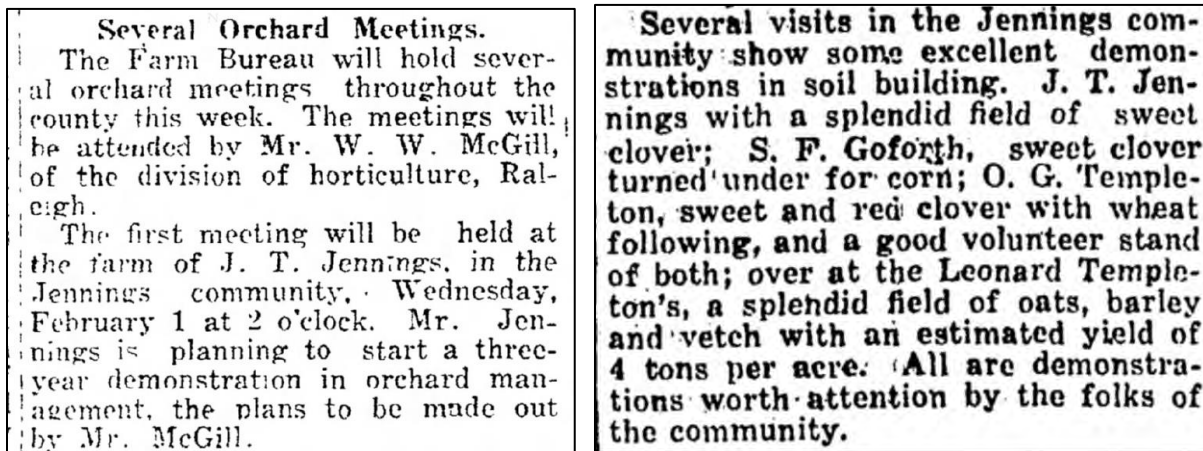 Several Orchard Meetings.
The Farm Bureau will hold sever-
al orchard meetings throughout the
county this week. The meetings will
be attended by Mr. W. W. McGill,
of the division of horticulture, Ral-
eigh.
The first meeting will be held at
the farm of J. T. Jennings, in the
Jennings community, Wednesday,
February 1 at 2 o'clock. Mr. Jen-
nings is planning to start a three-
year demonstration in orchard man-
agement, the plans to be made out
by Mr. McGill.
Several visits in the Jennings com-
munity show some excellent demon-
strations in soil building. J. T. Jen-
nings with a splendid field of sweet
clover; S. F. Goforth, sweet clover
turned under for corn; O. G. Temple-
ton, sweet and red clover with wheat
following, and a good volunteer stand
of both; over at the Leonard Temple-
ton's, a splendid field of oats, barley
and vetch with an estimated yield of
4 tons per acre. All are demonstra-
tions worth attention by the folks of
the community.